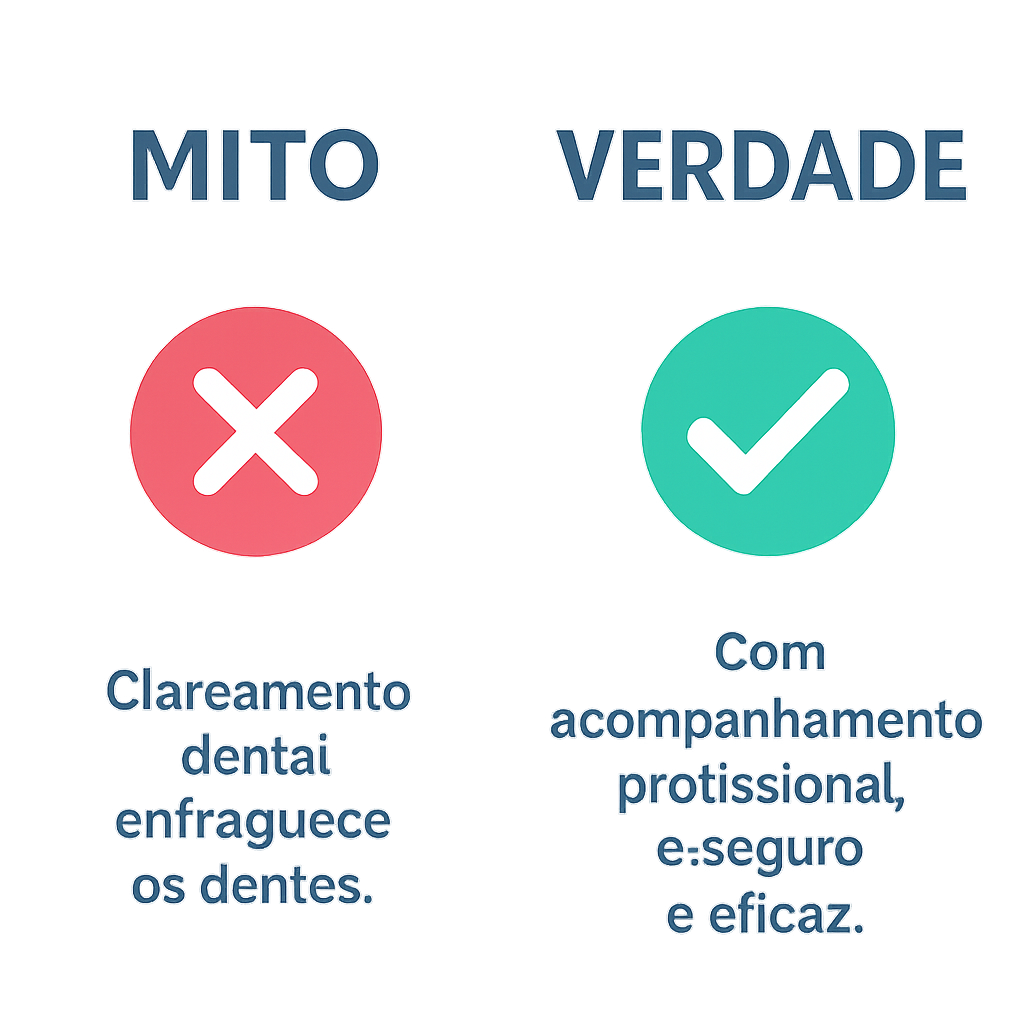 MITO
VERDADE
Clareamento
dentai
enfraguece
os dentes.
Com
acompanhamento
protissional,
e-:seguro
e eficaz.